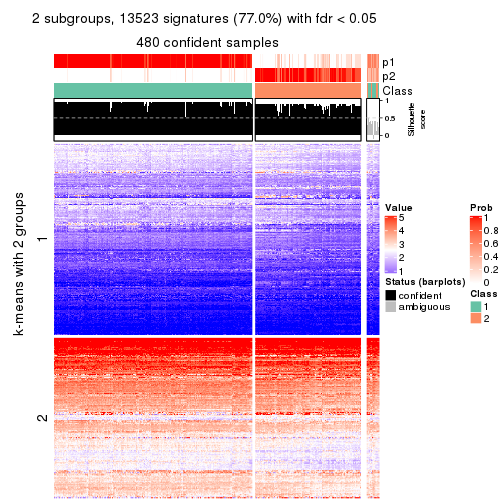 2 subgroups, 13523 signatures (77.0%) with fdr < 0.05
480 confident samples
p1
p2
Class
1
0.5
0
Silhouette
score
k-means with 2 groups
1
2
Value
5
4
3
2
1
Status (barplots)
confident
ambiguous
Prob
1
0.8
0.6
0.4
0.2
0
Class
1
2